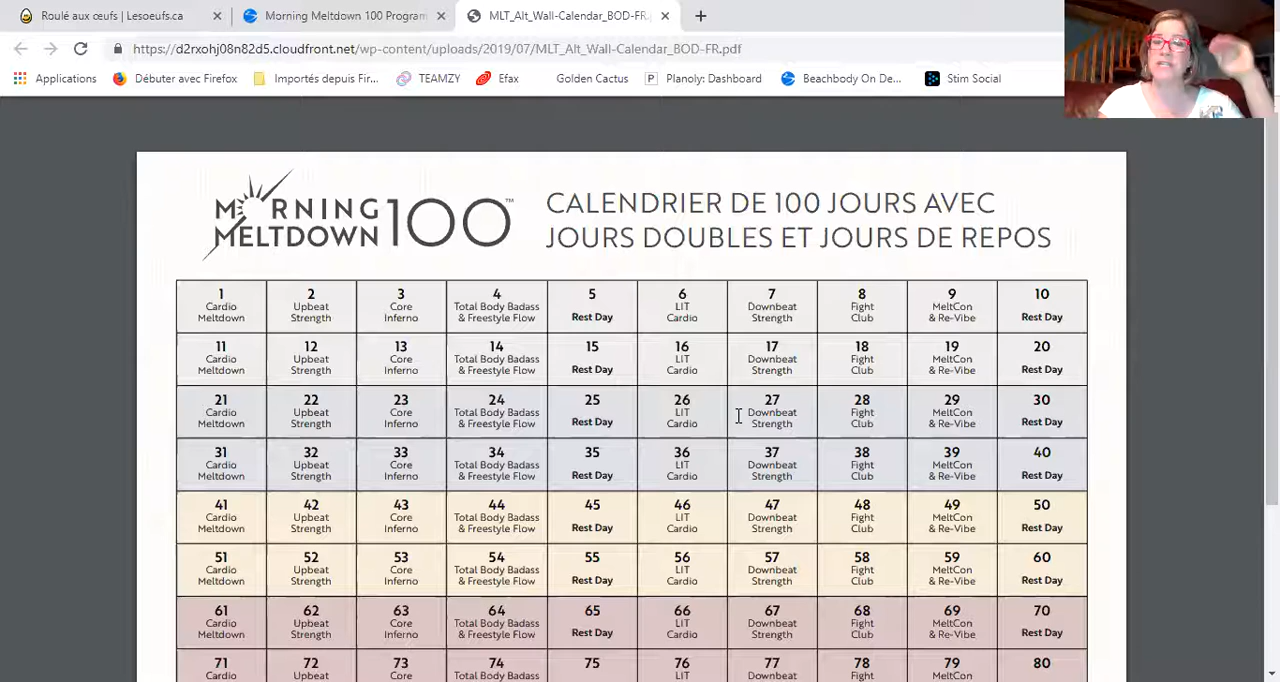 Roulé aux œufs | Lesoeufs.ca
Morning Meltdown 100 Program
MLT_Alt_Wall-Calendar_BOD-FR.
https://d2rxohj08n82d5.cloudfront.net/wp-content/uploads/2019/07/MLT_Alt_Wall-Calendar_BOD-FR.pdf
Applications Débuter avec Firefox Importés depuis Fir... TEAMZY Efax Golden Cactus Planoly: Dashboard Beachbody On De... Stim Social
MORNING
MELTDOWN 100™
CALENDRIER DE 100 JOURS AVEC
JOURS DOUBLES ET JOURS DE REPOS
1 2 3 4 5 6 7 8 9 10
Cardio Upbeat Core Total Body Badass Rest Day LIT Downbeat Fight MeltCon Rest Day
Meltdown Strength Inferno & Freestyle Flow Cardio Strength Club & Re-Vibe
11 12 13 14 15 16 17 18 19 20
Cardio Upbeat Core Total Body Badass Rest Day LIT Downbeat Fight MeltCon Rest Day
Meltdown Strength Inferno & Freestyle Flow Cardio Strength Club & Re-Vibe
21 22 23 24 25 26 27 28 29 30
Cardio Upbeat Core Total Body Badass Rest Day LIT Downbeat Fight MeltCon Rest Day
Meltdown Strength Inferno & Freestyle Flow Cardio Strength Club & Re-Vibe
31 32 33 34 35 36 37 38 39 40
Cardio Upbeat Core Total Body Badass Rest Day LIT Downbeat Fight MeltCon Rest Day
Meltdown Strength Inferno & Freestyle Flow Cardio Strength Club & Re-Vibe
41 42 43 44 45 46 47 48 49 50
Cardio Upbeat Core Total Body Badass Rest Day LIT Downbeat Fight MeltCon Rest Day
Meltdown Strength Inferno & Freestyle Flow Cardio Strength Club & Re-Vibe
51 52 53 54 55 56 57 58 59 60
Cardio Upbeat Core Total Body Badass Rest Day LIT Downbeat Fight MeltCon Rest Day
Meltdown Strength Inferno & Freestyle Flow Cardio Strength Club & Re-Vibe
61 62 63 64 65 66 67 68 69 70
Cardio Upbeat Core Total Body Badass Rest Day LIT Downbeat Fight MeltCon Rest Day
Meltdown Strength Inferno & Freestyle Flow Cardio Strength Club & Re-Vibe
71 72 73 74 75 76 77 78 79 80
Cardio Upbeat Core Total Body Badass LIT Downbeat Fight MeltCon